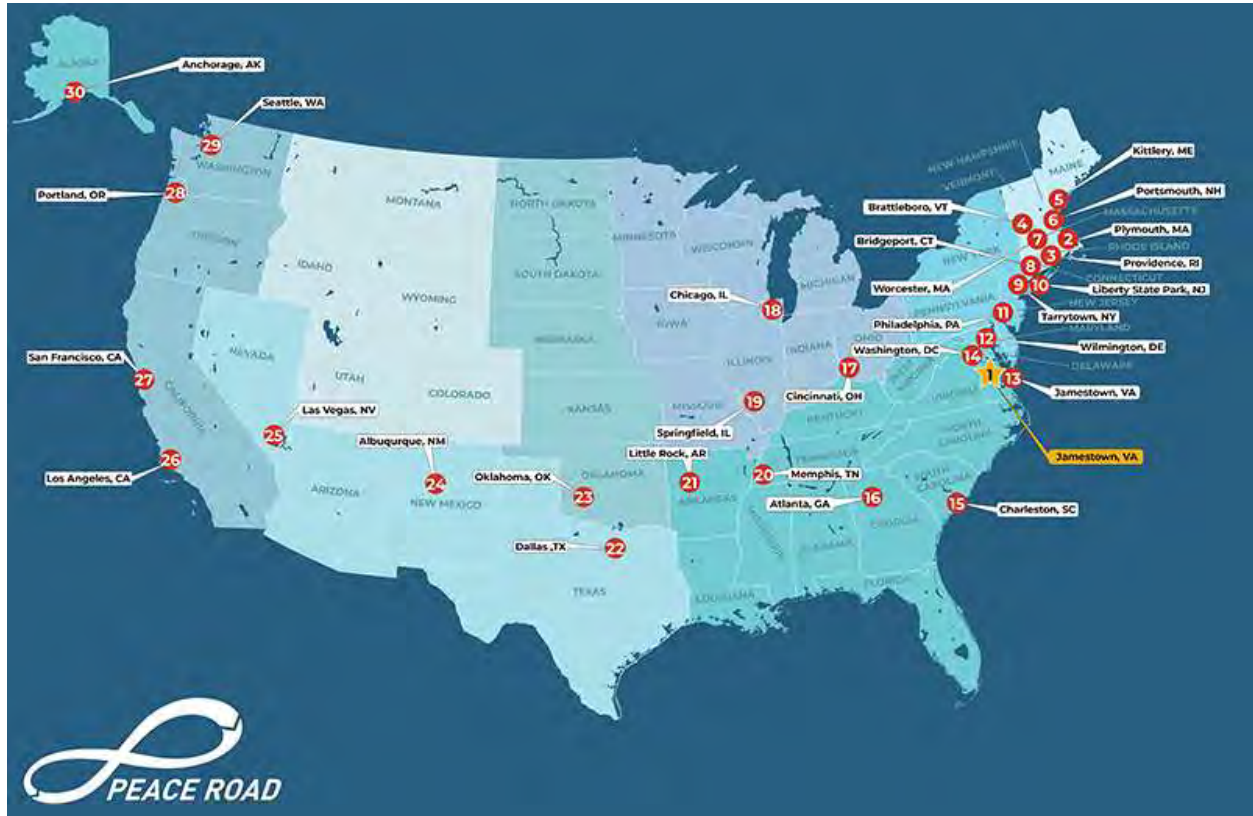 ALASKA
Anchorage, AK
30
Seattle, WA
29
WASHINGTON
Portland, OR
28
OREGON
MONTANA
IDAHO
WYOMING
NORTH DAKOTA
SOUTH DAKOTA
MINNESOTA
WISCONSIN
MICHIGAN
NEW HAMPSHIRE
VERMONT
MAINE
Kittlery, ME
5
Portsmouth, NH
6
MASSACHUSETTS
Brattleboro, VT
4
7
2
Plymouth, MA
RHODE ISLAND
Bridgeport, CT
3
Providence, RI
NEW YORK
8
CONNECTICUT
Worcester, MA
9
10
Liberty State Park, NJ
NEW JERSEY
Tarrytown, NY
PENNSYLVANIA
11
MARYLAND
Philadelphia, PA
12
Wilmington, DE
Washington, DC
14
DELAWARE
1
13
Jamestown, VA
Jamestown, VA
Chicago, IL
18
IOWA
NEBRASKA
ILLINOIS
INDIANA
OHIO
17
Cincinnati, OH
WEST VIRGINIA
VIRGINIA
KENTUCKY
NORTH CAROLINA
NEVADA
UTAH
COLORADO
KANSAS
MISSOURI
19
Springfield, IL
San Francisco, CA
27
CALIFORNIA
Las Vegas, NV
25
Albuqurque, NM
24
NEW MEXICO
Los Angeles, CA
26
ARIZONA
Oklahoma, OK
23
OKLAHOMA
Little Rock, AR
21
ARKANSAS
20
Memphis, TN
TENNESSEE
Atlanta, GA
16
SOUTH CAROLINA
15
Charleston, SC
GEORGIA
MISSISSIPPI
ALABAMA
Dallas ,TX
22
TEXAS
LOUISIANA
FLORIDA
PEACE ROAD